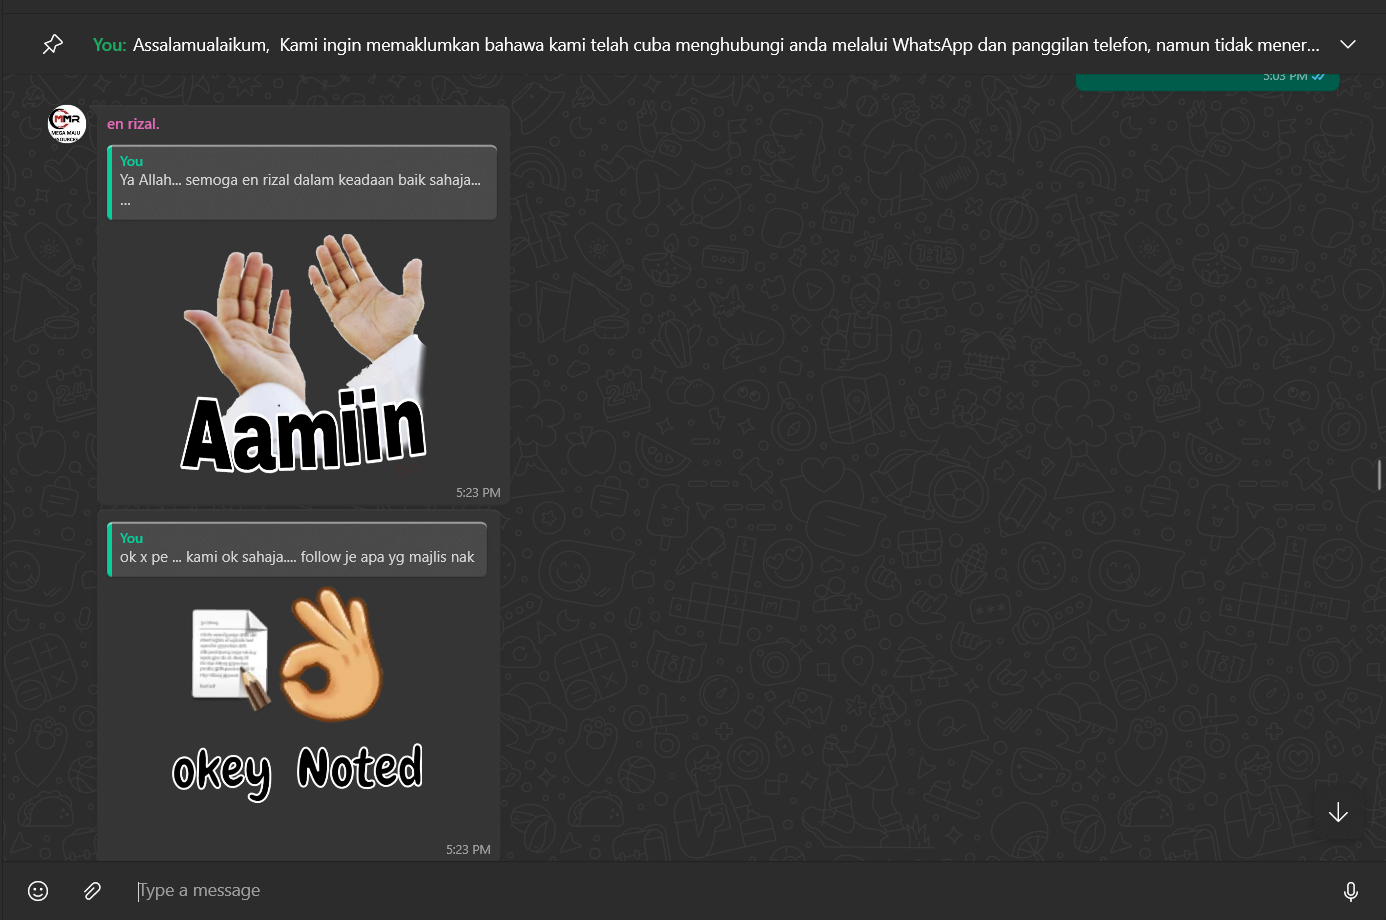 You: Assalamualaikum,  Kami ingin memaklumkan bahawa kami telah cuba menghubungi anda melalui WhatsApp dan panggilan telefon, namun tidak mener...
5:03 PM
MMR
MEGA MAJU
en rizal.
You
Ya Allah... semoga en rizal dalam keadaan baik sahaja...
...
Aamiin
5:23 PM
You
ok x pe ... kami ok sahaja.... follow je apa yg majlis nak
okey Noted
5:23 PM
Type a message